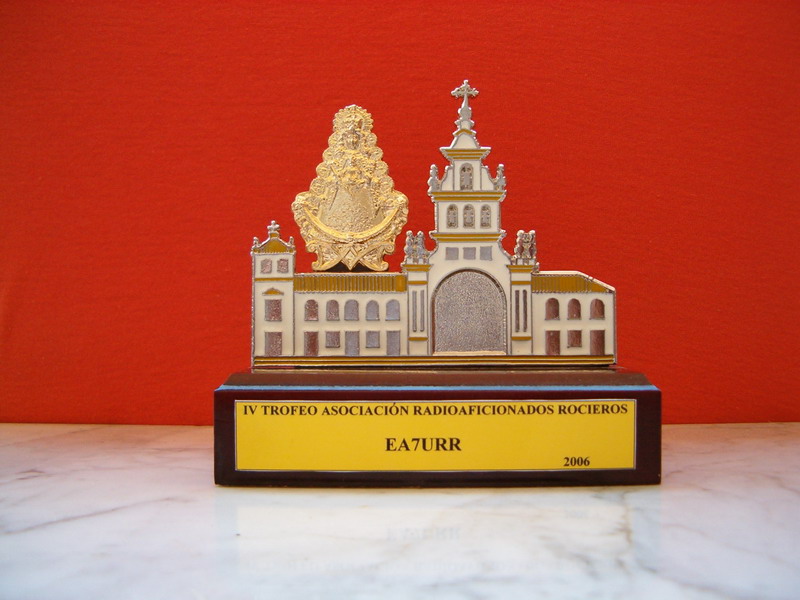 IV TROFEO ASOCIACIÓN RADIOAFICIONADOS ROCIEROS
EA7URR
2006